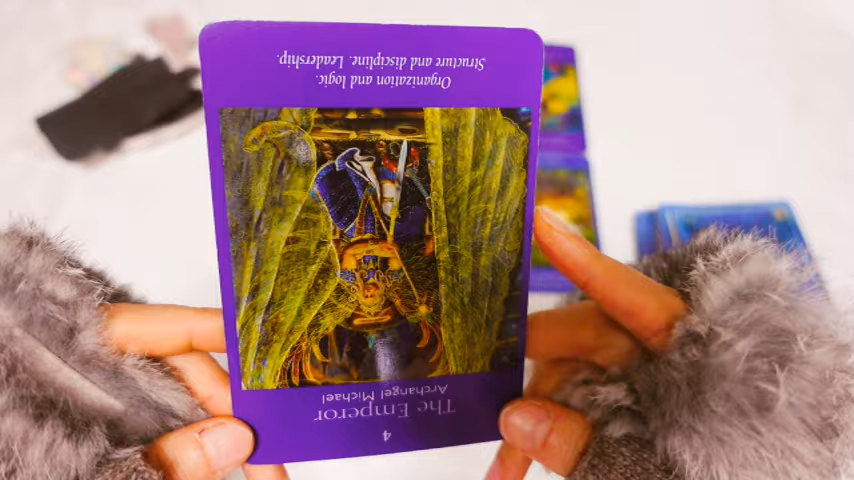 4
The Emperor
Archangel Michael
Organization and logic.
Structure and discipline. Leadership.